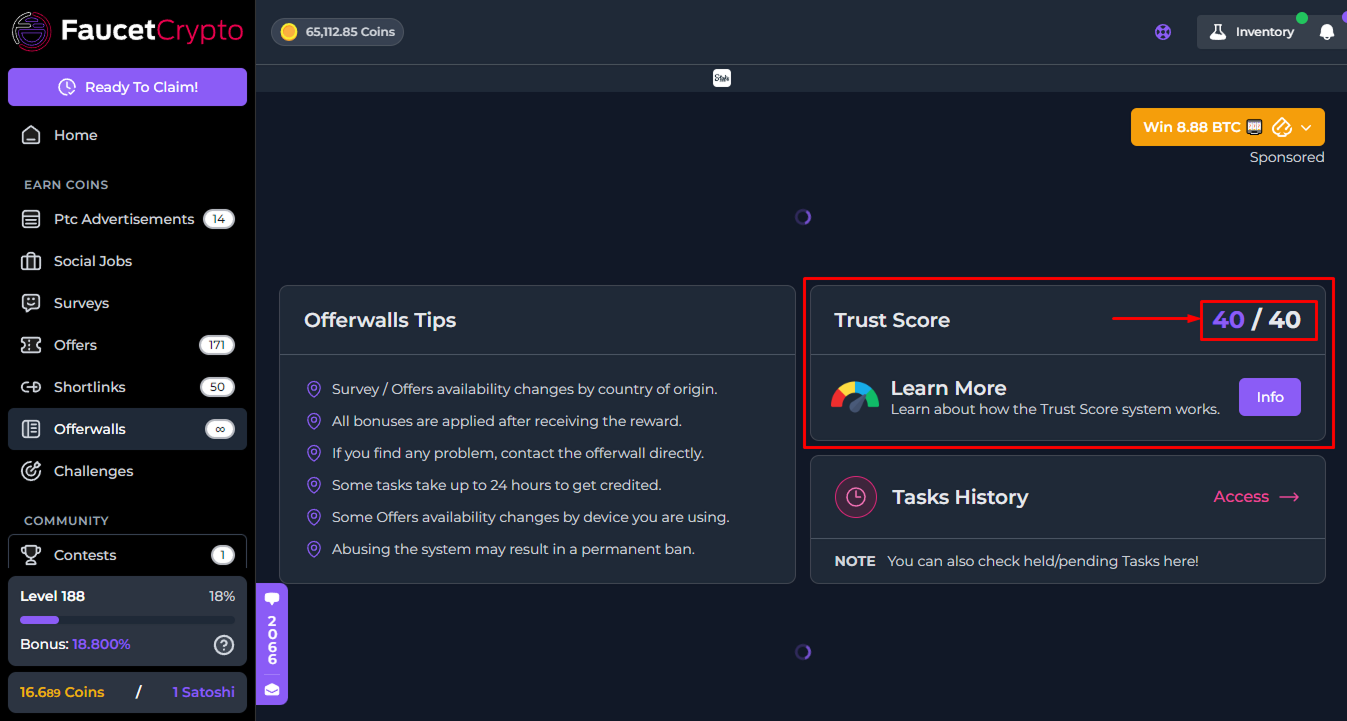 FaucetCrypto
65,112.85 Coins
Inventory
Ready To Claim!
Stake
Home
Win 8.88 BTC
Sponsored
EARN COINS
Ptc Advertisements 14
Social Jobs
Surveys
Offers 171
Shortlinks 50
Offerwalls ∞
Challenges
COMMUNITY
Contests 1
Level 188 18%
Bonus: 18.800%
16.689 Coins / 1 Satoshi
2066
Offerwalls Tips
Survey / Offers availability changes by country of origin.
All bonuses are applied after receiving the reward.
If you find any problem, contact the offerwall directly.
Some tasks take up to 24 hours to get credited.
Some Offers availability changes by device you are using.
Abusing the system may result in a permanent ban.
Trust Score 40 / 40
Learn More
Learn about how the Trust Score system works.
Info
Tasks History Access
NOTE You can also check held/pending Tasks here!